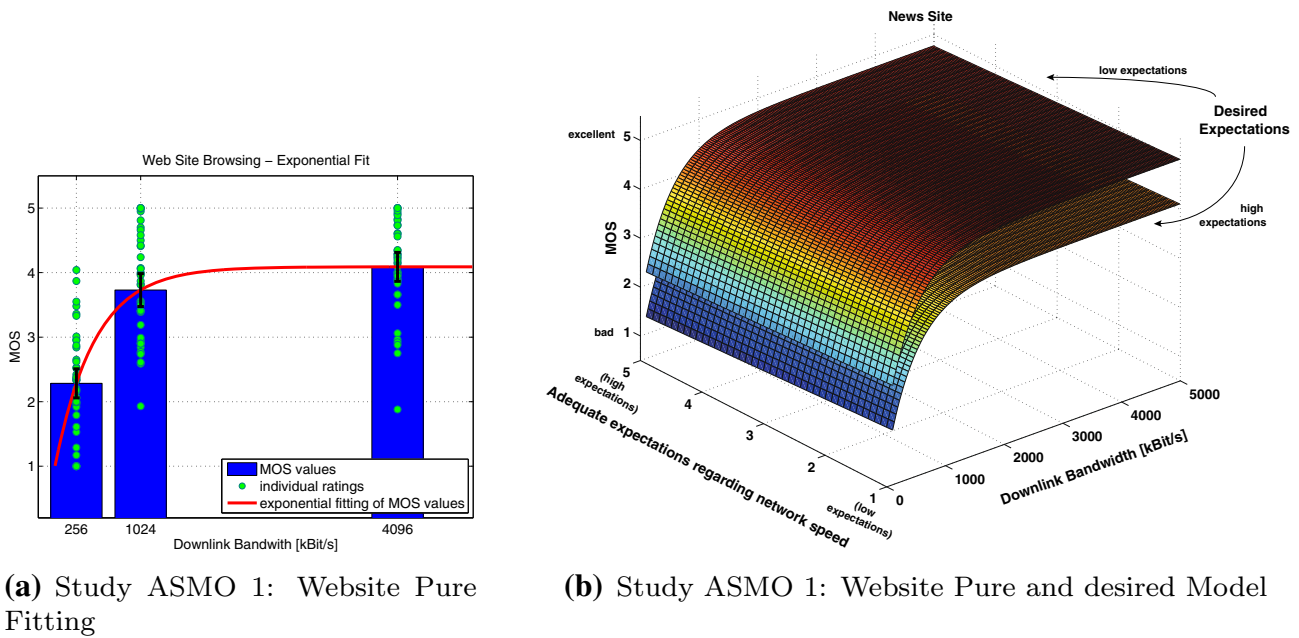 Web Site Browsing – Exponential Fit
MOS
5
4
3
2
1
MOS values
individual ratings
exponential fitting of MOS values
256
1024
4096
Downlink Bandwith [kBit/s]
(a) Study ASMO 1: Website Pure
Fitting
News Site
low expectations
Desired
Expectations
high
expectations
MOS
excellent 5
4
3
2
bad 1
5
(high
expectations)
4
3
2
1
(low
expectations)
Adequate expectations regarding network speed
0
1000
2000
3000
4000
5000
Downlink Bandwidth [kBit/s]
(b) Study ASMO 1: Website Pure and desired Model